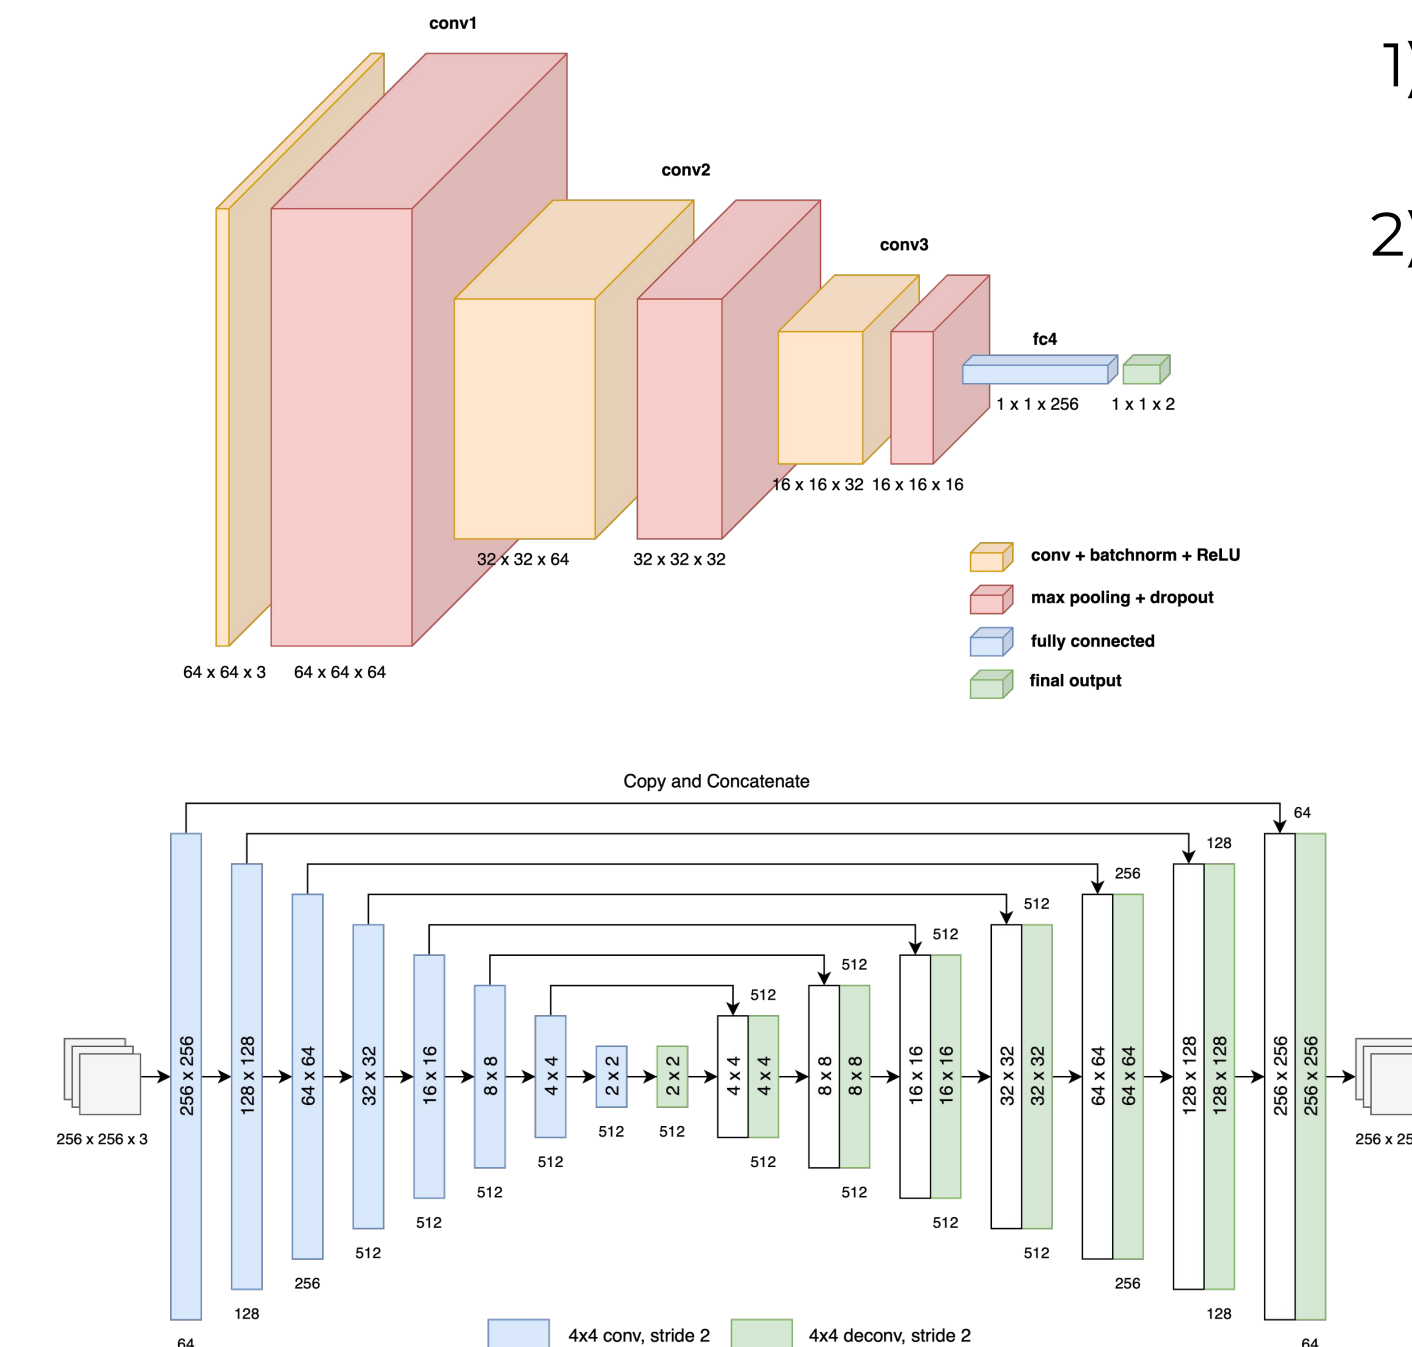 conv1
1)
conv2
2)
conv3
fc4
1 x 1 x 256
1 x 1 x 2
16 x 16 x 32
16 x 16 x 16
32 x 32 x 64
32 x 32 x 32
conv + batchnorm + ReLU
max pooling + dropout
fully connected
final output
64 x 64 x 3
64 x 64 x 64
Copy and Concatenate
64
128
256
512
512
512
512
256 x 256
128 x 128
64 x 64
32 x 32
16 x 16
8 x 8
4 x 4
2 x 2
2 x 2
4 x 4
4 x 4
8 x 8
8 x 8
16 x 16
16 x 16
32 x 32
32 x 32
64 x 64
64 x 64
128 x 128
128 x 128
256 x 256
256 x 256
256 x 256 x 3
256 x 25
512
512
512
512
512
512
512
512
512
512
256
256
128
128
64
64
4x4 conv, stride 2
4x4 deconv, stride 2